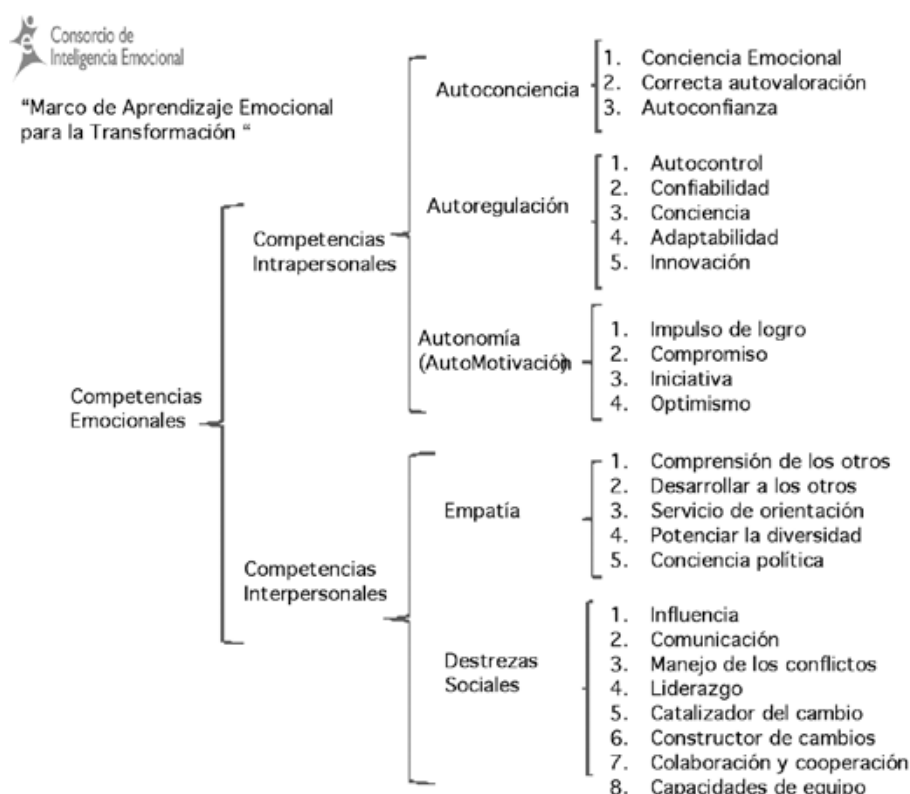 Consorcio de
Inteligencia Emocional
"Marco de Aprendizaje Emocional
para la Transformación "
Competencias
Emocionales
Competencias
Intrapersonales
Autoconciencia
1. Conciencia Emocional
2. Correcta autovaloración
3. Autoconfianza
Autoregulación
1. Autocontrol
2. Confiabilidad
3. Conciencia
4. Adaptabilidad
5. Innovación
Autonomía
(AutoMotivación)
1. Impulso de logro
2. Compromiso
3. Iniciativa
4. Optimismo
Competencias
Interpersonales
Empatía
1. Comprensión de los otros
2. Desarrollar a los otros
3. Servicio de orientación
4. Potenciar la diversidad
5. Conciencia política
Destrezas
Sociales
1. Influencia
2. Comunicación
3. Manejo de los conflictos
4. Liderazgo
5. Catalizador del cambio
6. Constructor de cambios
7. Colaboración y cooperación
8. Capacidades de equipo